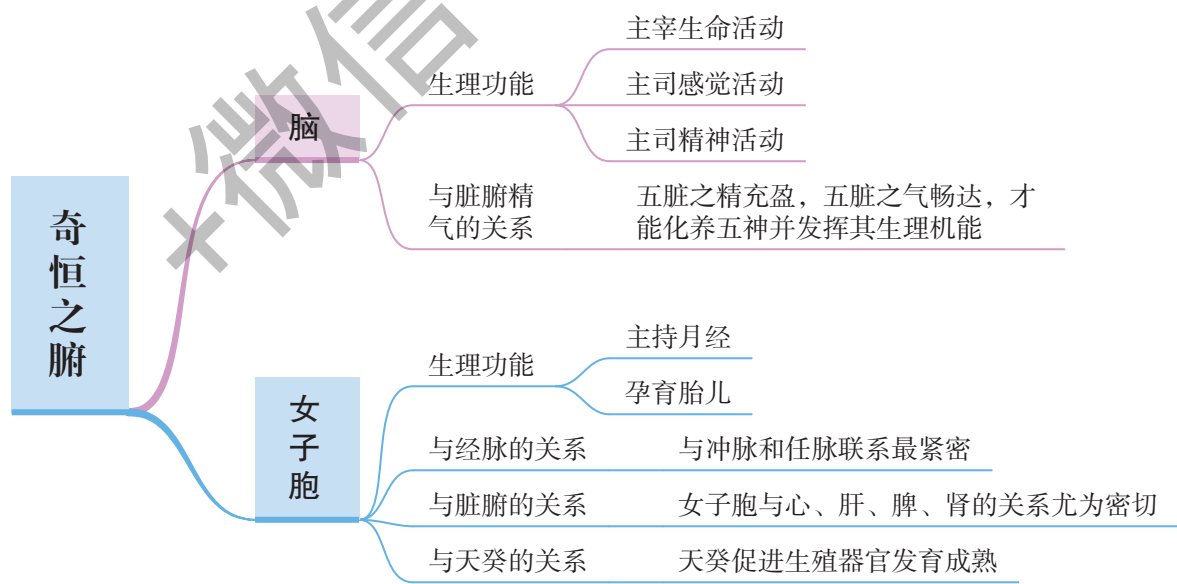 奇恒之腑
脑
生理功能
主宰生命活动
主司感觉活动
主司精神活动
与脏腑精
气的关系
五脏之精充盈，五脏之气畅达，才
能化养五神并发挥其生理机能
女子胞
生理功能
主持月经
孕育胎儿
与经脉的关系
与冲脉和任脉联系最紧密
与脏腑的关系
女子胞与心、肝、脾、肾的关系尤为密切
与天癸的关系
天癸促进生殖器官发育成熟
+微信